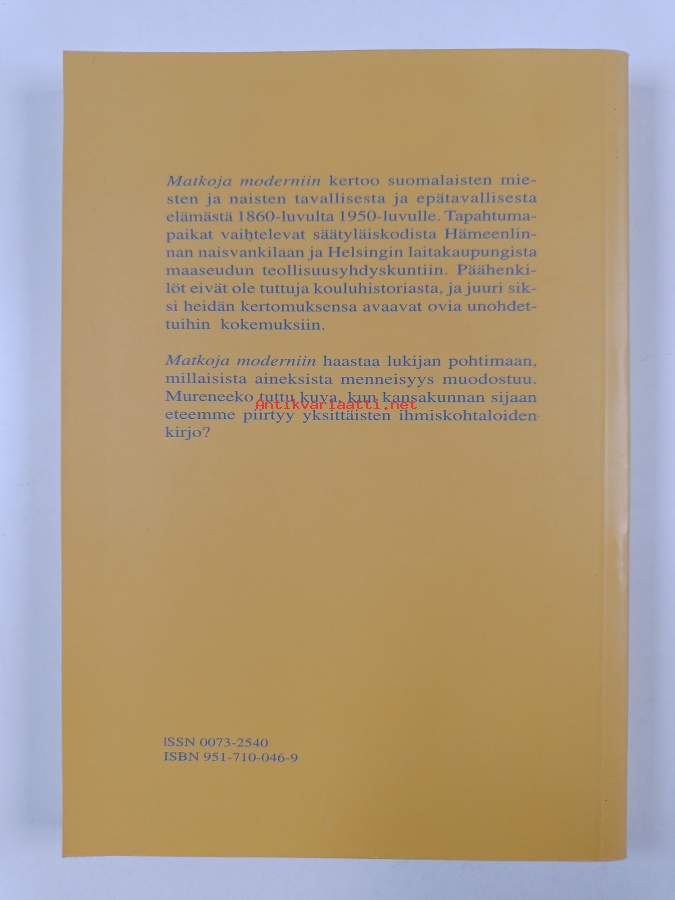 Matkoja moderniin kertoo suomalaisten mie-
sten ja naisten tavallisesta ja epätavallisesta
elämästä 1860-luvulta 1950-luvulle. Tapahtuma-
paikat vaihtelevat säätyläiskodista Hämeenlin-
nan naisvankilaan ja Helsingin laitakaupungista
maaseudun teollisuusyhdyskuntiin. Päähenki-
löt eivät ole tuttuja kouluhistoriasta, ja juuri sik-
si heidän kertomuksensa avaavat ovia unohdet-
tuihin kokemuksiin.
Matkoja moderniin haastaa lukijan pohtimaan,
millaisista aineksista menneisyys muodostuu.
Mureneeko tuttu kuva, kun kansakunnan sijaan
Antikvariaatti.net
eteemme piirtyy yksittäisten ihmiskohtaloiden
kirjo?
ISSN 0073-2540
ISBN 951-710-046-9